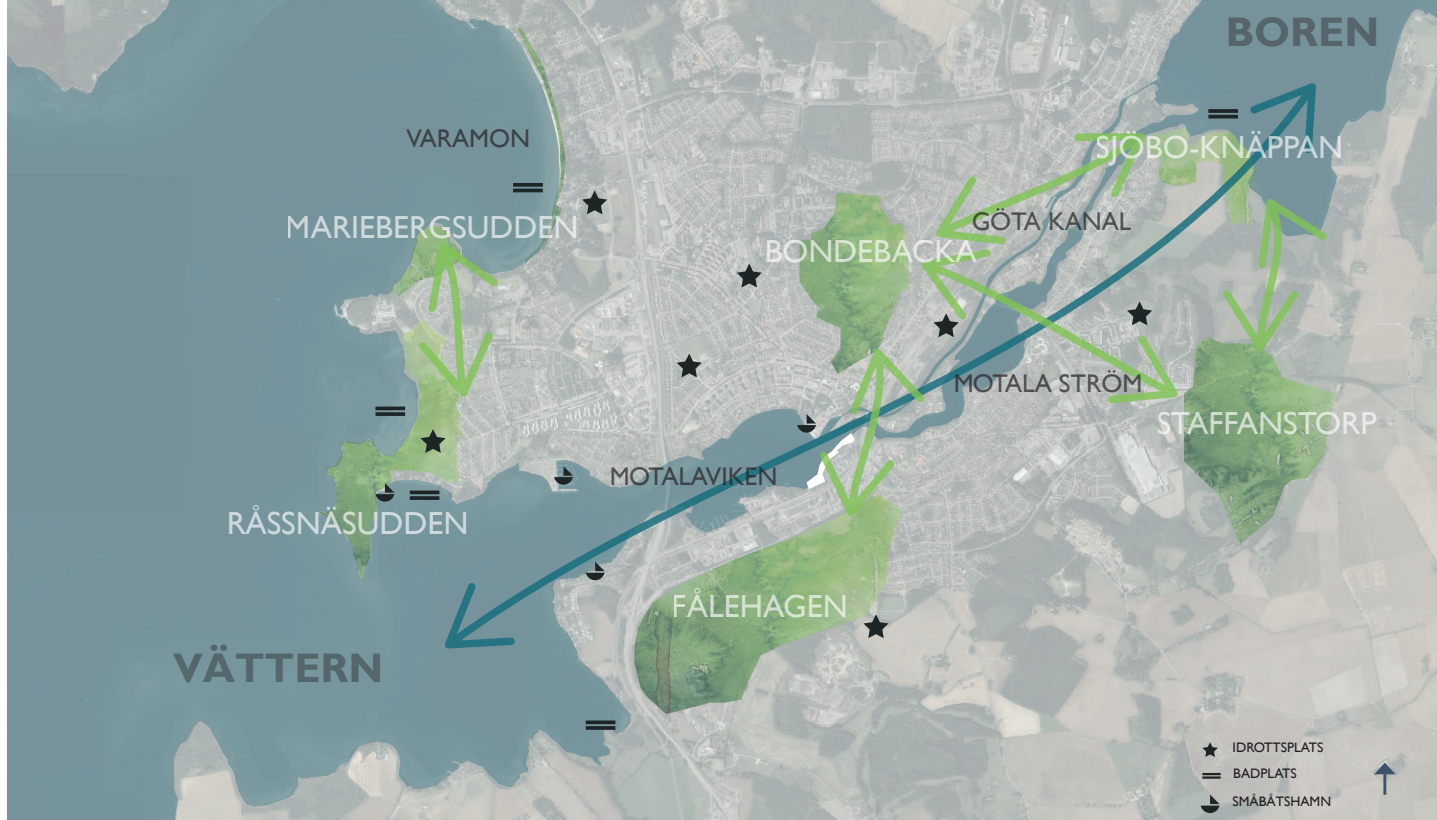 BOREN
VARAMON
SJÖBO-KNÄPPAN
MARIEBERGSUDDEN
GÖTA KANAL
BONDEBACKA
MOTALA STRÖM
STAFFANSTORP
MOTALAVIKEN
RÅSSNÄSUDDEN
FÅLEHAGEN
VÄTTERN
IDROTTSPLATS
BADPLATS
SMÅBÅTSHAMN